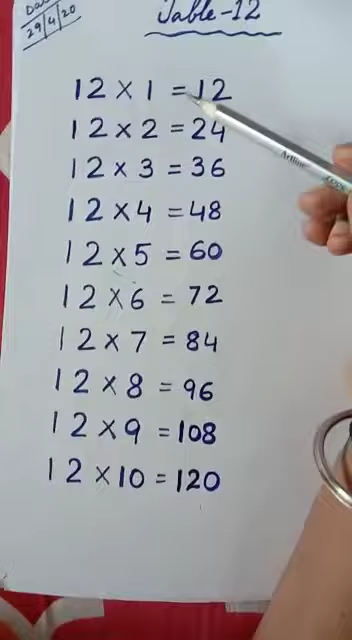 Date
29/4/20
Table-12
12 × 1 = 12
12 × 2 = 24
12 × 3 = 36
12 × 4 = 48
12 × 5 = 60
12 × 6 = 72
12 × 7 = 84
12 × 8 = 96
12 × 9 = 108
12 × 10 = 120
Artline